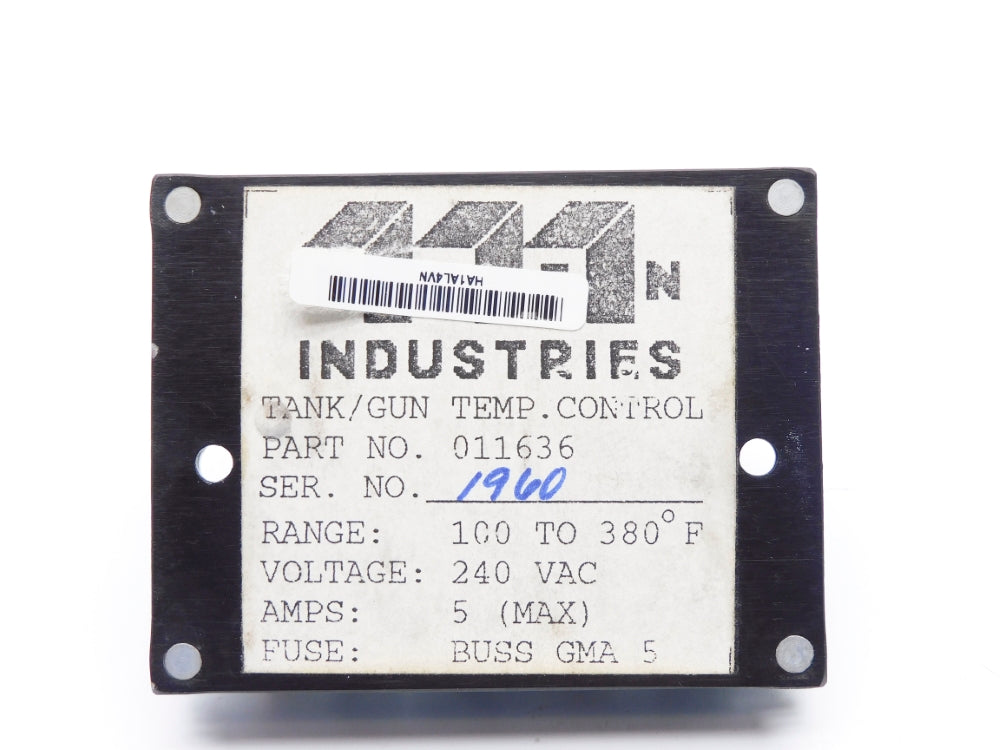 HA1AL4VN
N
INDUSTRIES
TANK/GUN TEMP.CONTROL
PART NO. 011636
SER. NO. 1960
RANGE: 100 TO 380°F
VOLTAGE: 240 VAC
AMPS: 5 (MAX)
FUSE: BUSS GMA 5